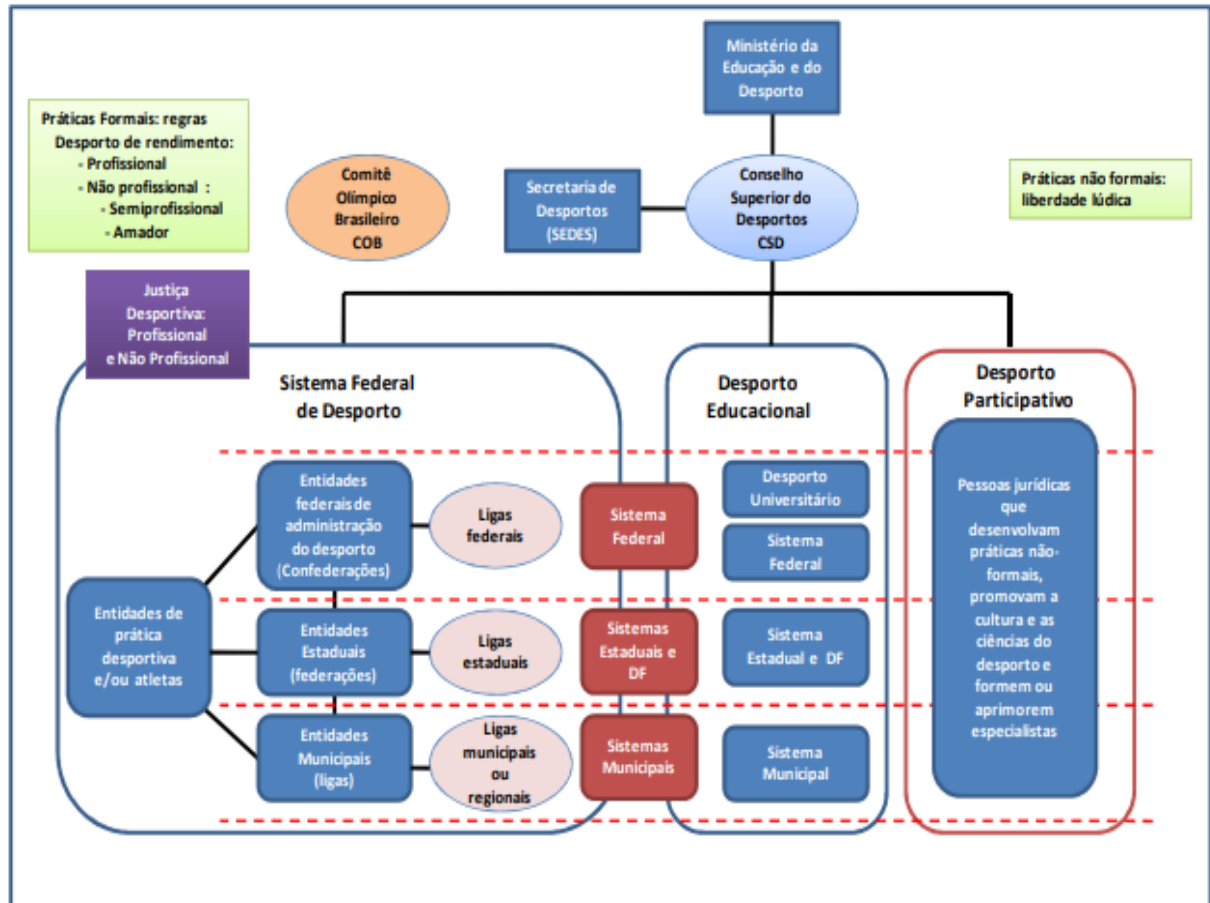 Ministério da
Educação e do
Desporto
Práticas Formais: regras
Desporto de rendimento:
- Profissional
- Não profissional :
- Semiprofissional
- Amador
Comitê
Olímpico
Brasileiro
COB
Secretaria de
Desportos
(SEDES)
Conselho
Superior do
Desportos
CSD
Práticas não formais:
liberdade lúdica
Justiça
Desportiva:
Profissional
e Não Profissional
Sistema Federal
de Desporto
Desporto
Educacional
Desporto
Participativo
Entidades de
prática
desportiva
e/ou atletas
Entidades
federais de
administração
do desporto
(Confederações)
Ligas
federais
Sistema
Federal
Desporto
Universitário
Sistema
Federal
Entidades
Estaduais
(federações)
Ligas
estaduais
Sistemas
Estaduais e
DF
Sistema
Estadual e DF
Entidades
Municipais
(ligas)
Ligas
municipais
ou
regionais
Sistemas
Municipais
Sistema
Municipal
Pessoas jurídicas
que
desenvolvam
práticas não-
formais,
promovam a
cultura e as
ciências do
desporto e
formem ou
aprimorem
especialistas